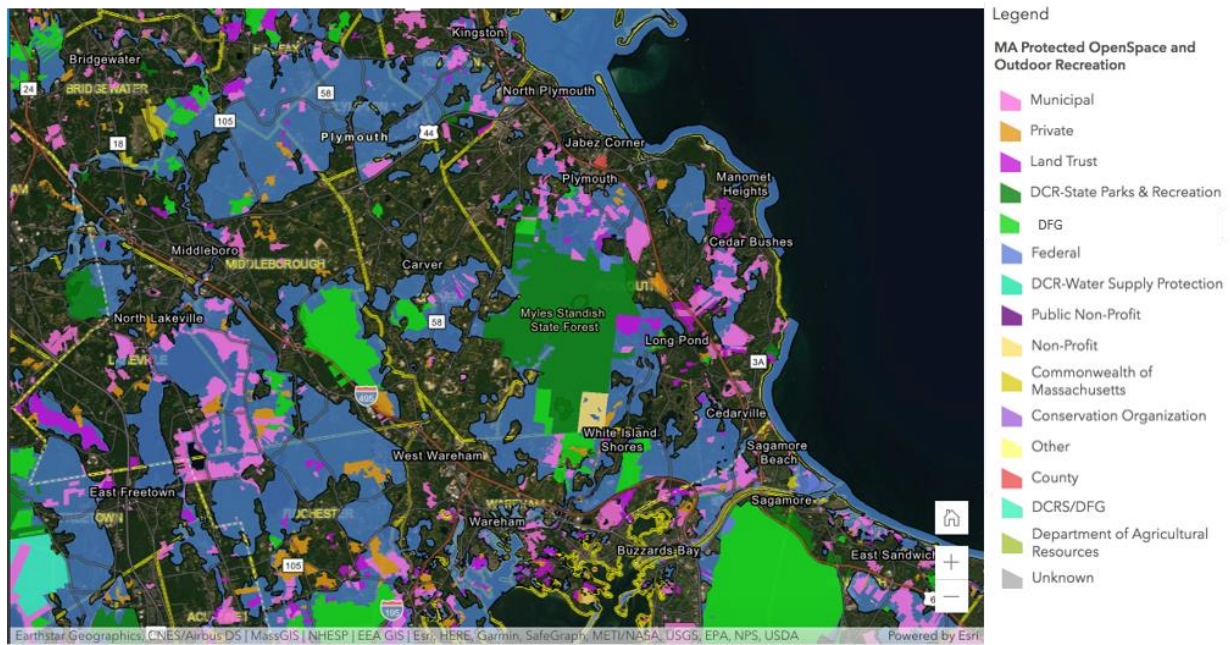 Kingston
Bridgewater
BRIDGEWATER
24
58
North Plymouth
105
Plymouth
44
18
Jabez Corner
Plymouth
Manomet
Heights
Cedar Bushes
Middleboro
MIDDLEBOROUGH
Carver
Myles Standish
State Forest
58
North Lakeville
Long Pond
3A
495
Cedarville
White Island
Shores
West Wareham
Sagamore
Beach
East Freetown
Sagamore
Wareham
Buzzards Bay
East Sandwich
105
195
6
Earthstar Geographics, CNES/Airbus DS | MassGIS | NHESP | EEA GIS | Esri, HERE, Garmin, SafeGraph, METI/NASA, USGS, EPA, NPS, USDA
Powered by Esri
Legend
MA Protected OpenSpace and
Outdoor Recreation
Municipal
Private
Land Trust
DCR-State Parks & Recreation
DFG
Federal
DCR-Water Supply Protection
Public Non-Profit
Non-Profit
Commonwealth of
Massachusetts
Conservation Organization
Other
County
DCRS/DFG
Department of Agricultural
Resources
Unknown